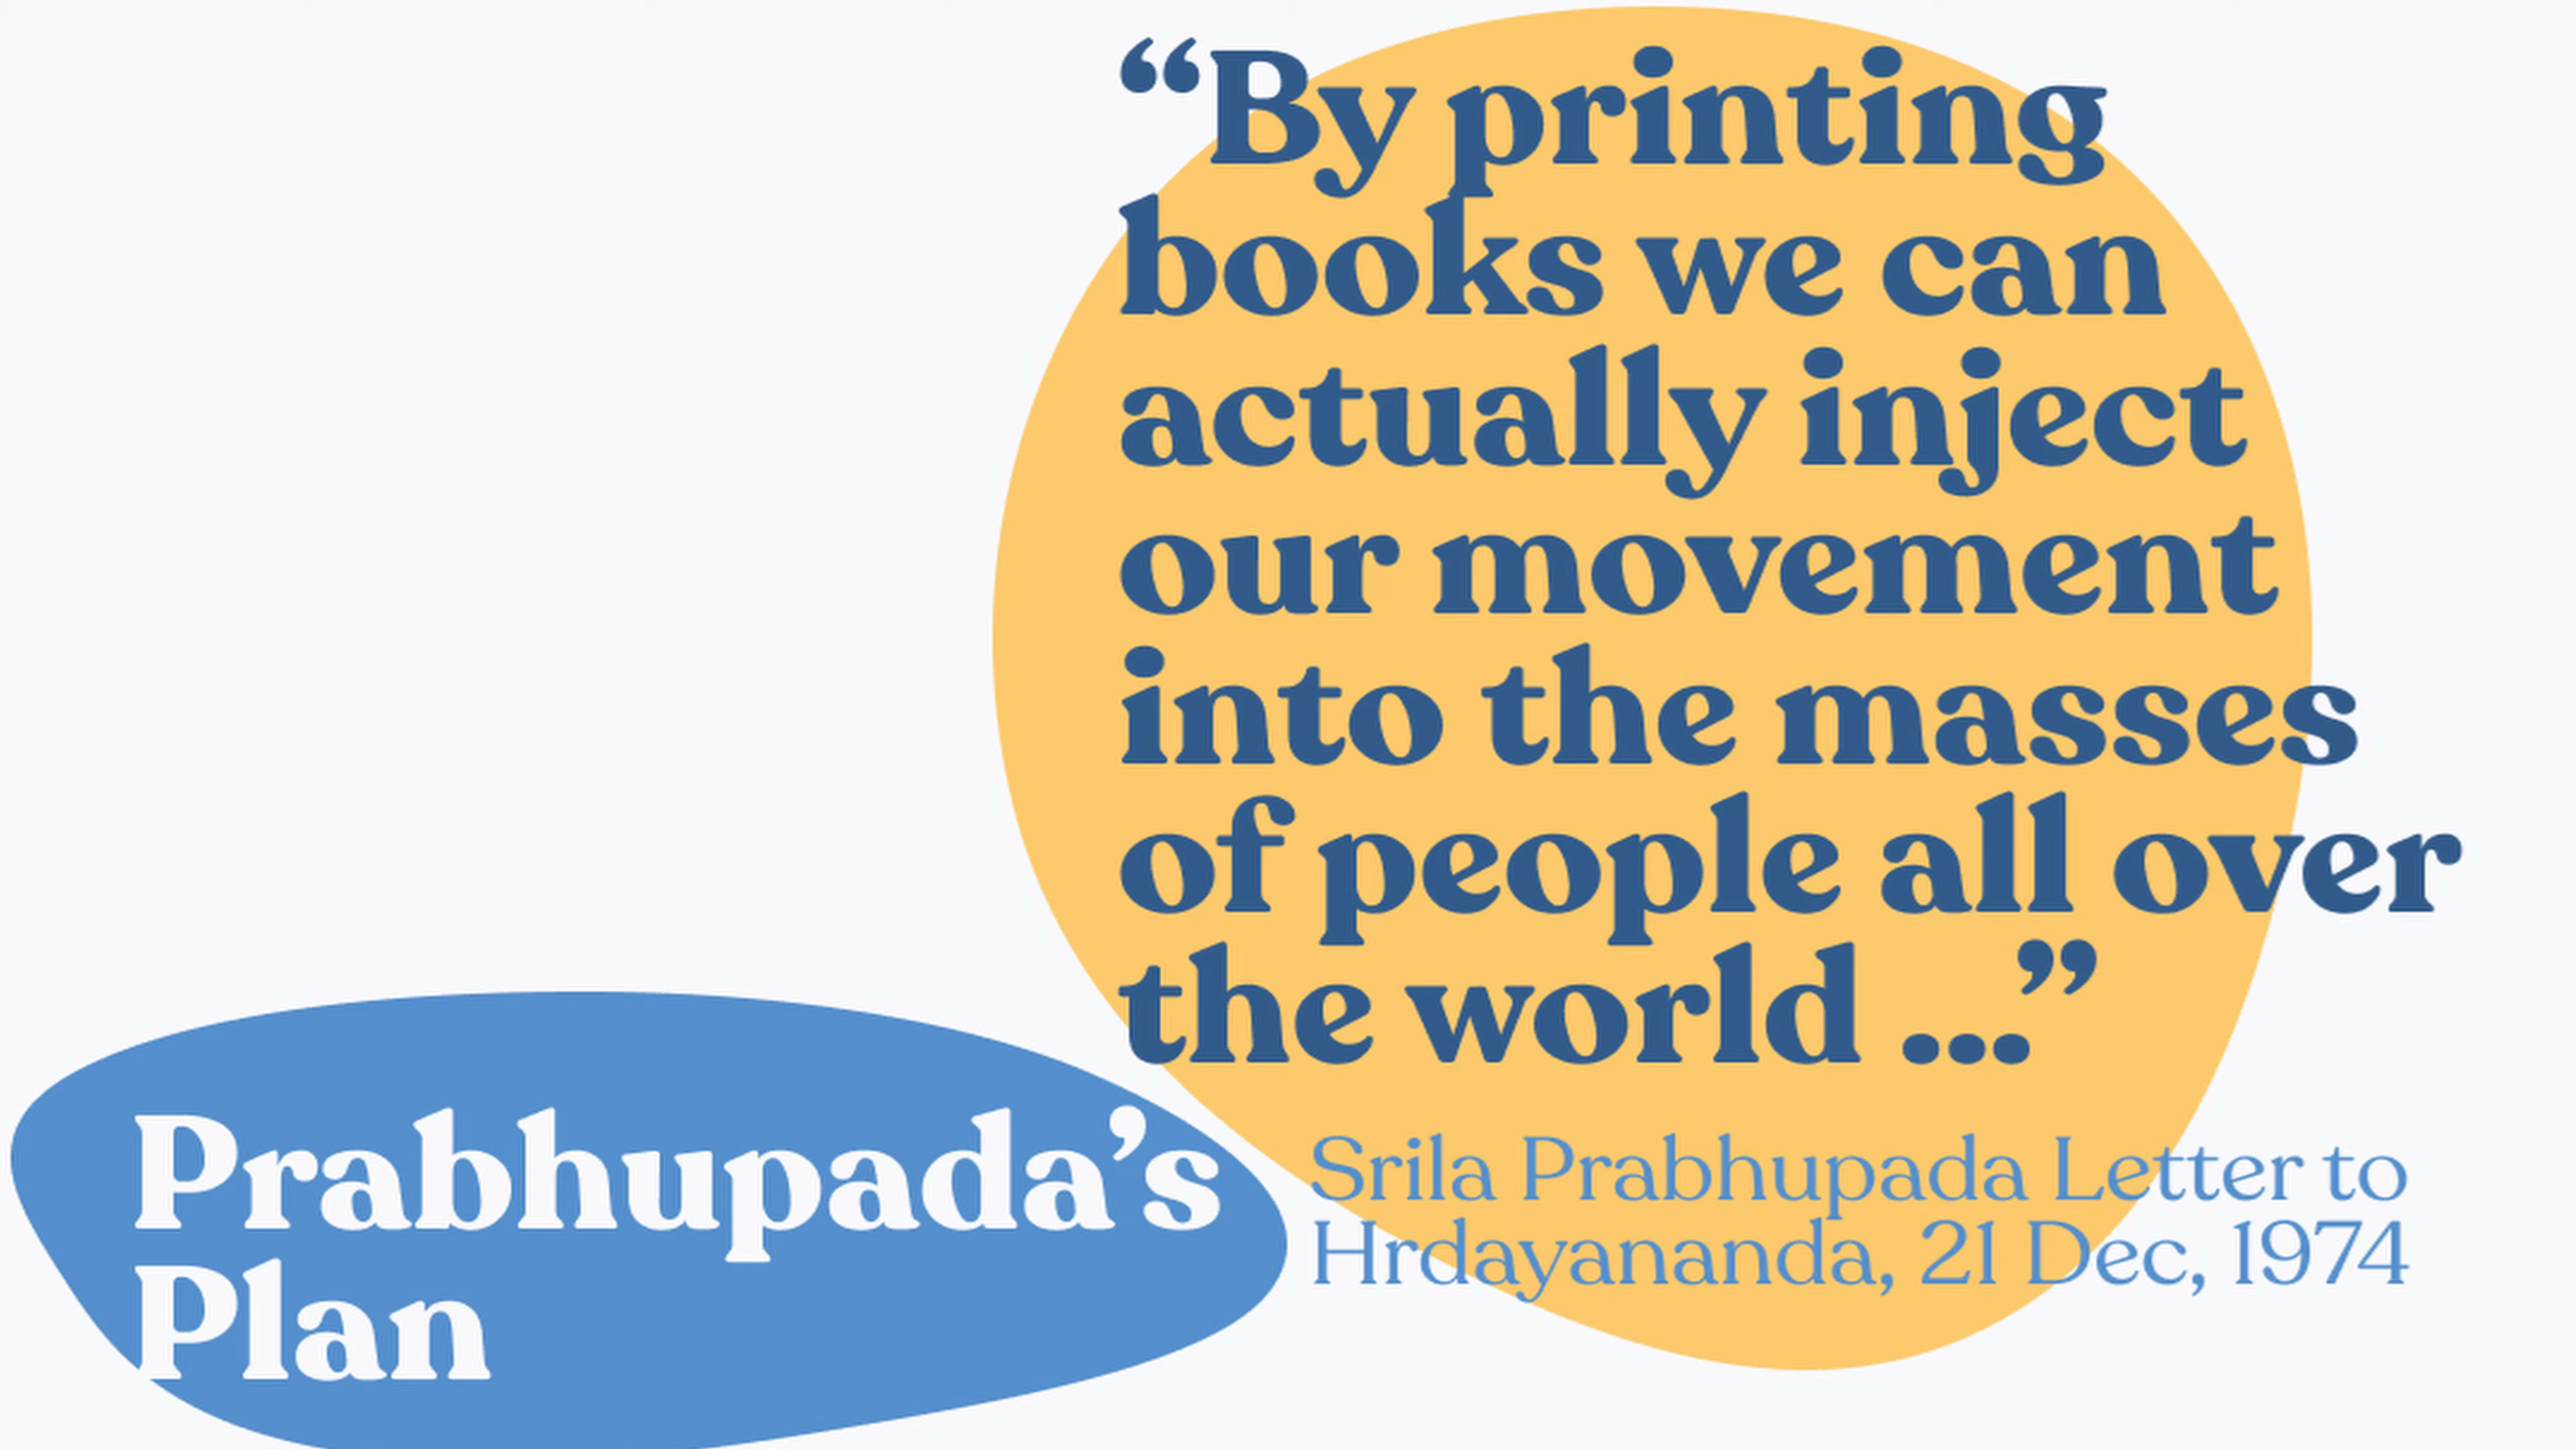 “By printing
books we can
actually inject
our movement
into the masses
of people all over
the world ...”
Srila Prabhupada Letter to
Hrdayananda, 21 Dec, 1974
Prabhupada’s
Plan